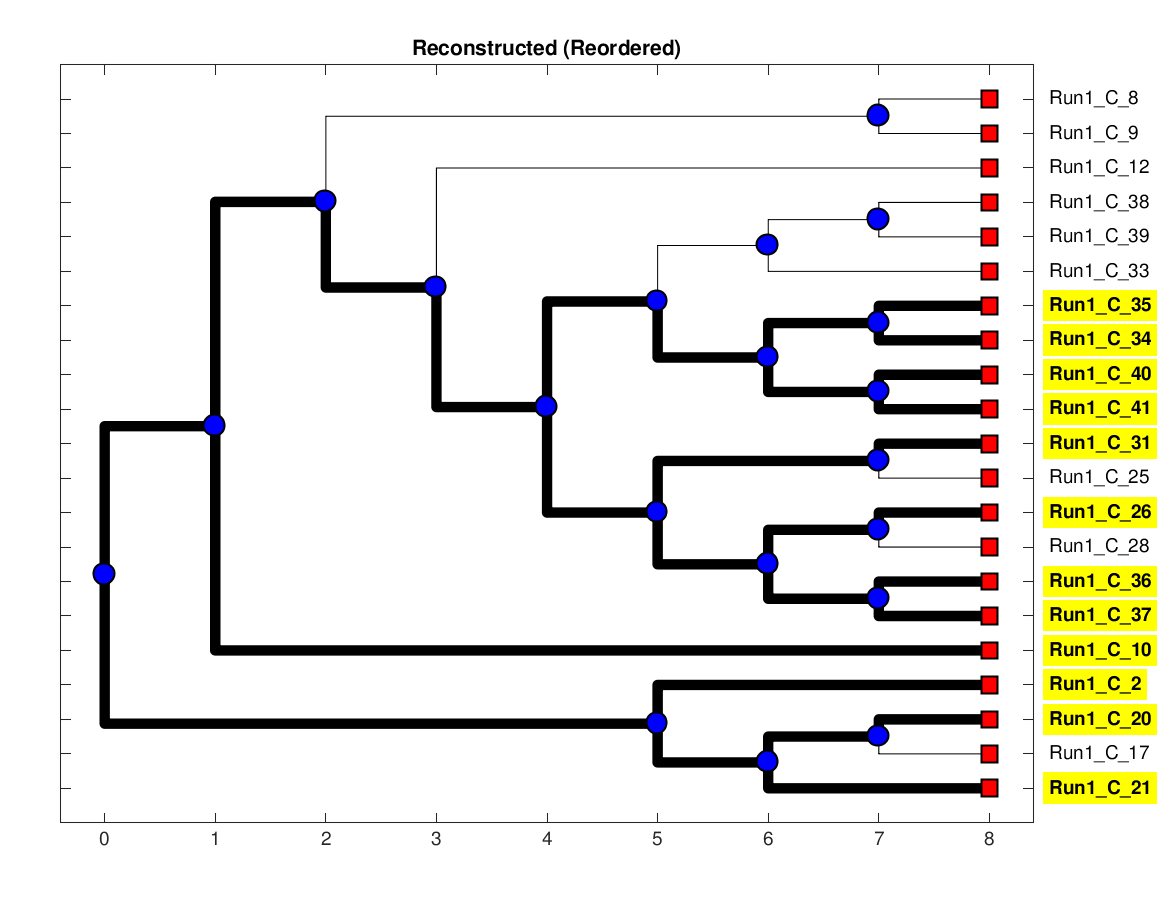 Reconstructed (Reordered)
Run1_C_8
Run1_C_9
Run1_C_12
Run1_C_38
Run1_C_39
Run1_C_33
Run1_C_35
Run1_C_34
Run1_C_40
Run1_C_41
Run1_C_31
Run1_C_25
Run1_C_26
Run1_C_28
Run1_C_36
Run1_C_37
Run1_C_10
Run1_C_2
Run1_C_20
Run1_C_17
Run1_C_21
0 1 2 3 4 5 6 7 8